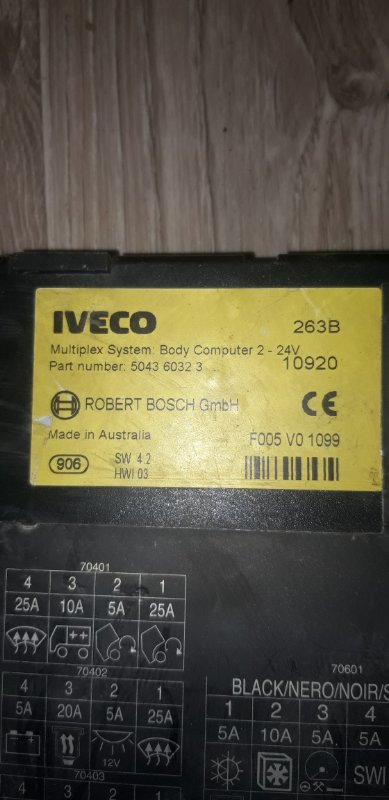 IVECO 263B
Multiplex System: Body Computer 2 - 24V
Part number: 5043 6032 3 10920
ROBERT BOSCH GmbH CE
Made in Australia F005 V0 1099
906 SW 4.2
HWI 03
70401
4 3 2 1
25A 10A 5A 25A
70402
4 3 2 1
5A 20A 5A 25A
12V
70403
4 3 2 1
70601
BLACK/NERO/NOIR/S
1 2 3 4
5A 10A 5A 5A
SWI